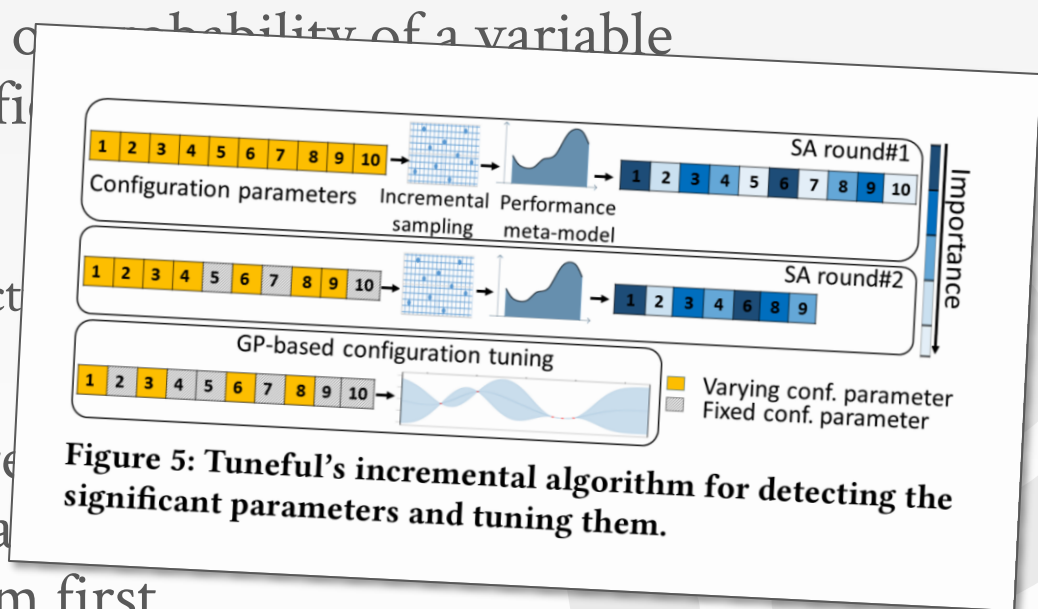 of a variable
1 2 3 4 5 6 7 8 9 10
Configuration parameters
Incremental
sampling
Performance
meta-model
SA round#1
1 2 3 4 5 6 7 8 9 10
Importance
1 2 3 4 5 6 7 8 9 10
SA round#2
1 2 3 4 6 8 9
GP-based configuration tuning
1 2 3 4 5 6 7 8 9 10
Varying conf. parameter
Fixed conf. parameter
Figure 5: Tuneful's incremental algorithm for detecting the
significant parameters and tuning them.
first